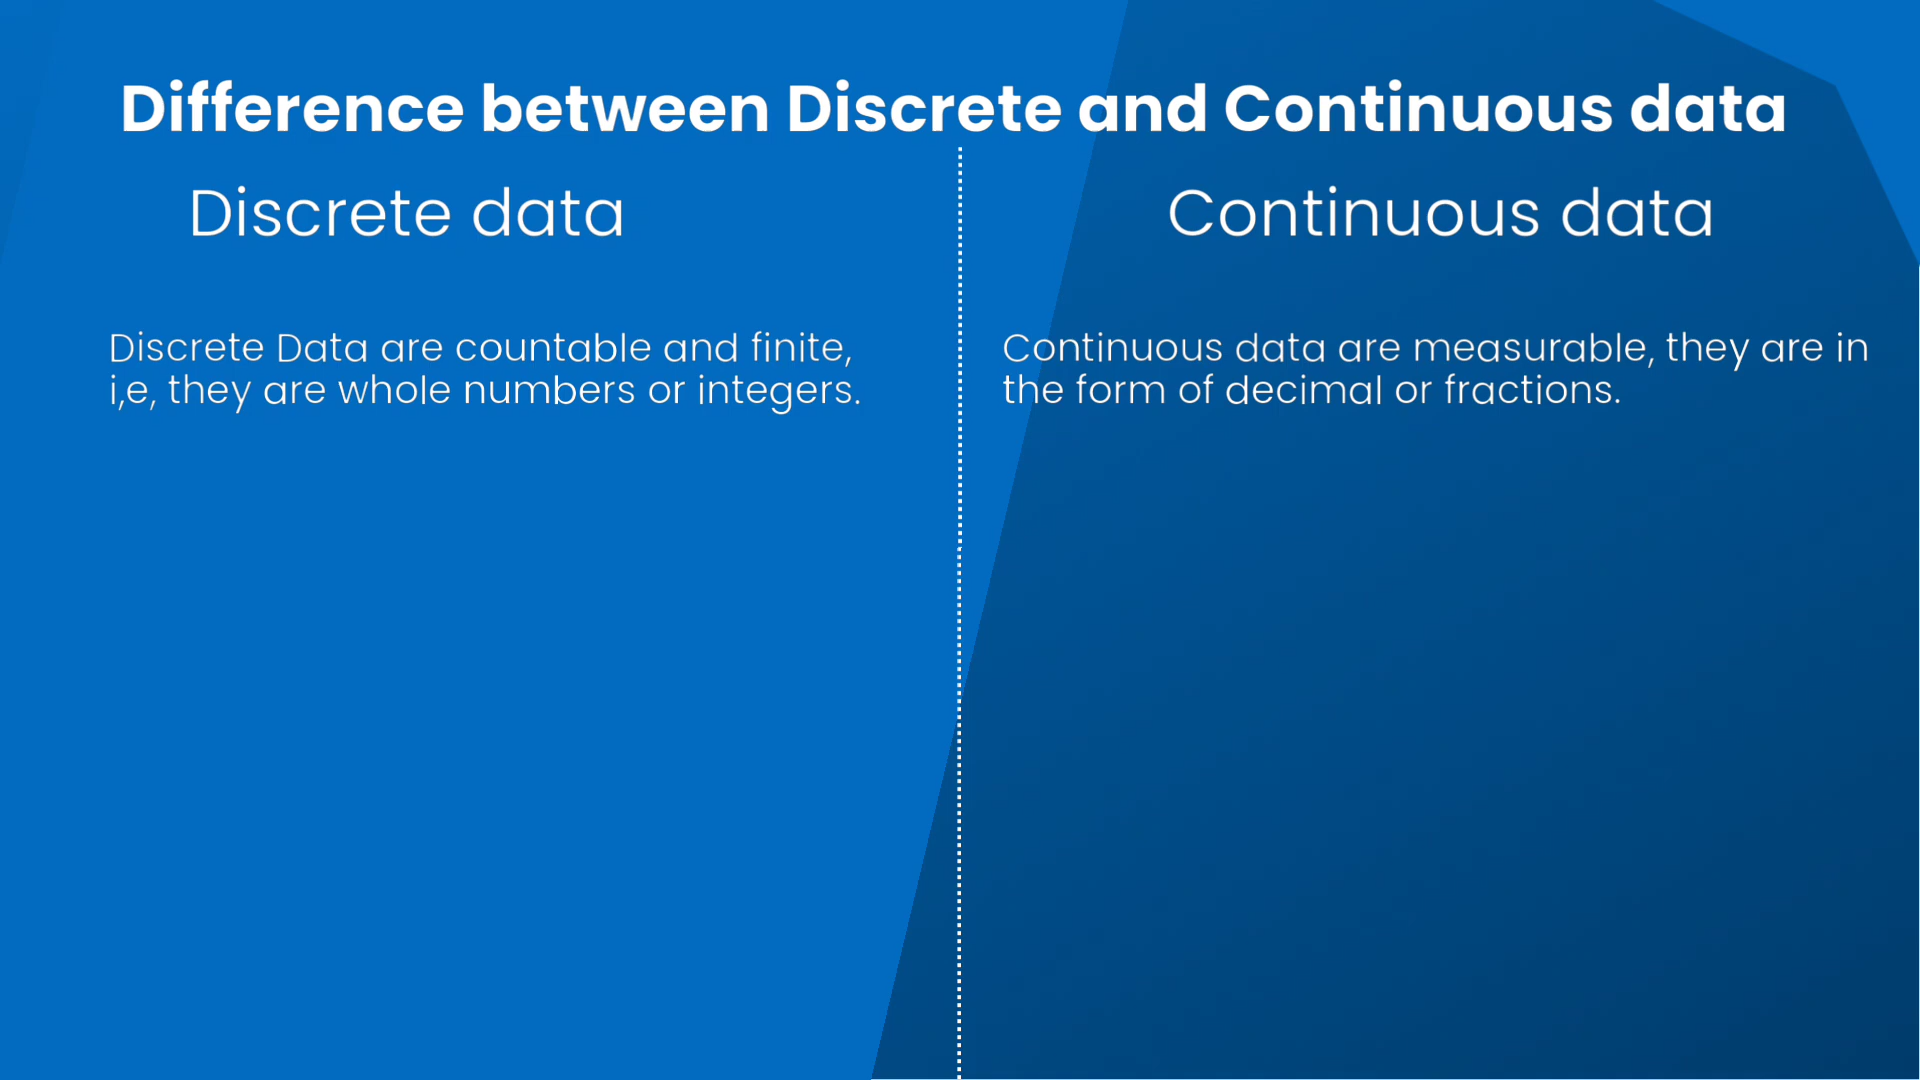 Difference between Discrete and Continuous data
Discrete data
Discrete Data are countable and finite,
i,e, they are whole numbers or integers.
Continuous data
Continuous data are measurable, they are in
the form of decimal or fractions.